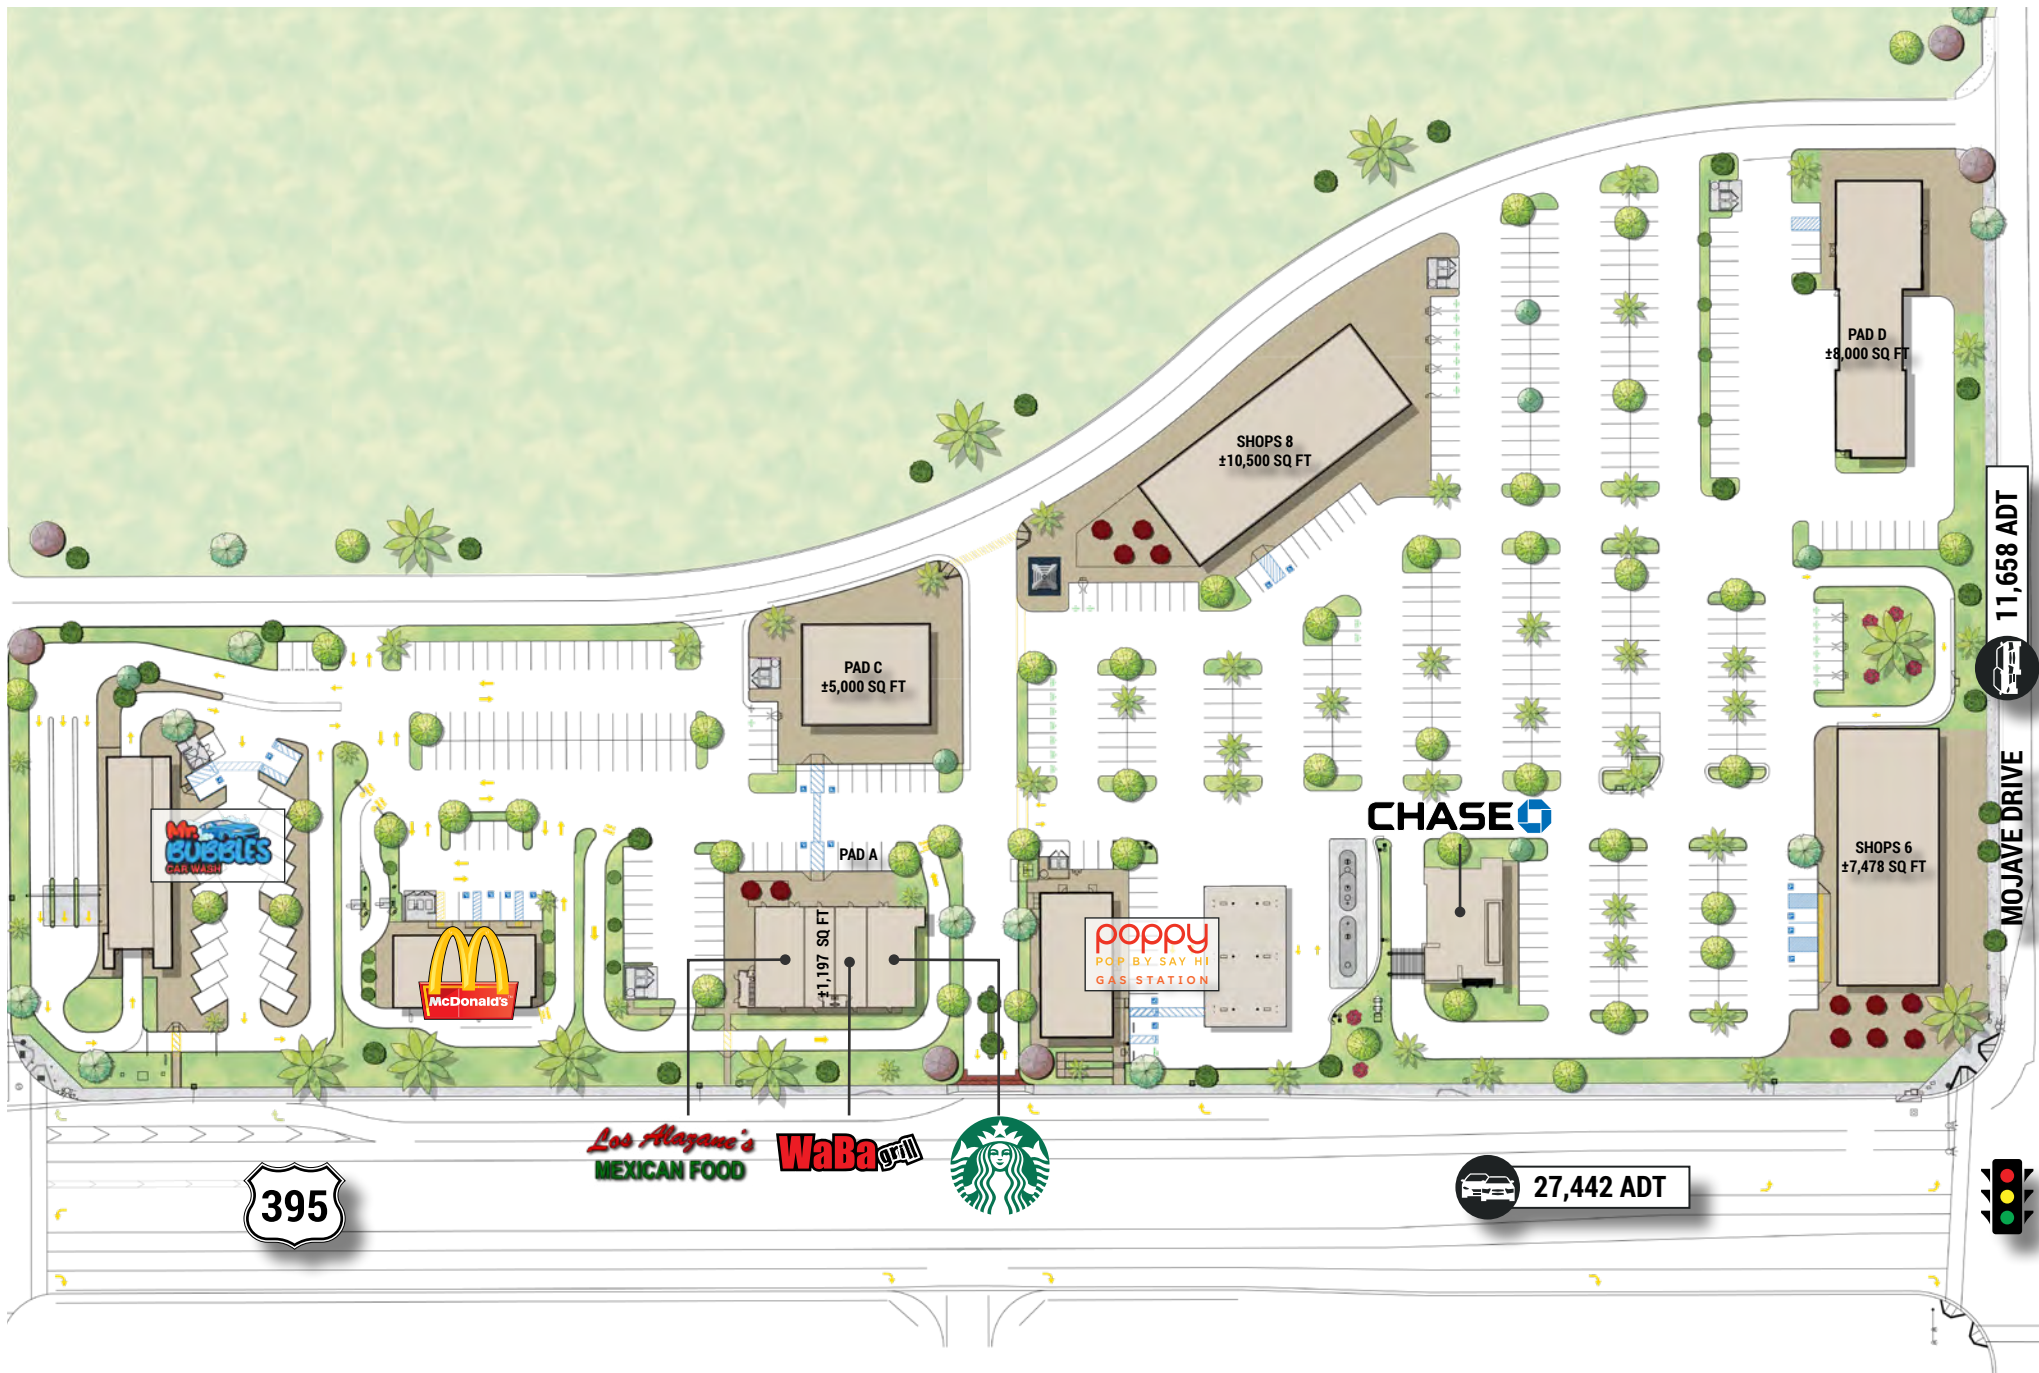 SHOPS 8
±10,500 SQ FT
PAD D
±8,000 SQ FT
11,658 ADT
MOJAVE DRIVE
PAD C
±5,000 SQ FT
Mr.
BUBBLES
CAR WASH
McDonald's
PAD A
±1,197 SQ FT
poppy
POP BY SAY HI
GAS STATION
CHASE
SHOPS 6
±7,478 SQ FT
Los Alazane's
MEXICAN FOOD
WaBa grill
395
27,442 ADT